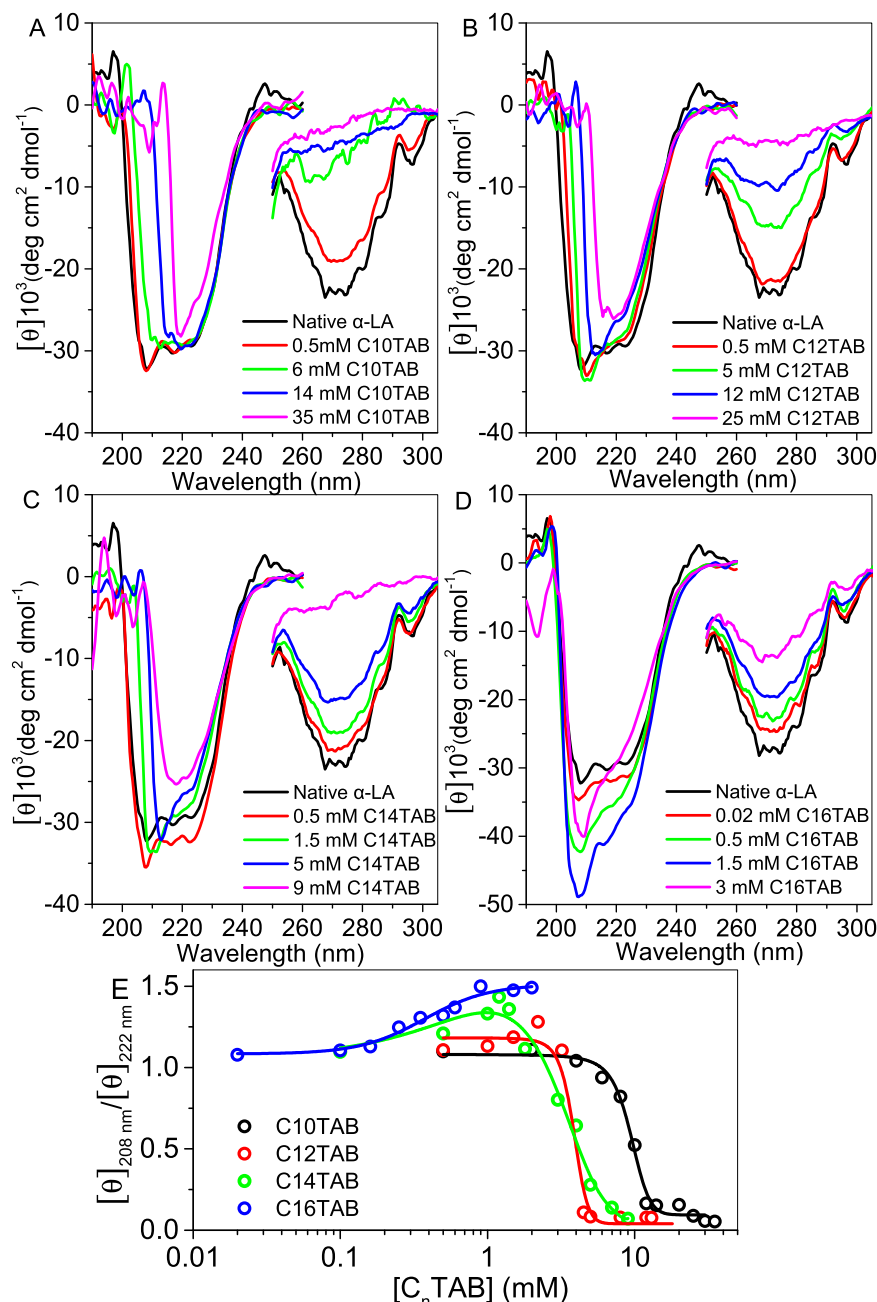 A
10
0
-10
-20
-30
-40
[θ]10³(deg cm² dmol⁻¹)
Native α-LA
0.5mM C10TAB
6 mM C10TAB
14 mM C10TAB
35 mM C10TAB
200 220 240 260 280 300
Wavelength (nm)
B
10
0
-10
-20
-30
-40
[θ]10³(deg cm² dmol⁻¹)
Native α-LA
0.5 mM C12TAB
5 mM C12TAB
12 mM C12TAB
25 mM C12TAB
200 220 240 260 280 300
Wavelength (nm)
C
10
0
-10
-20
-30
-40
[θ]10³(deg cm² dmol⁻¹)
Native α-LA
0.5 mM C14TAB
1.5 mM C14TAB
5 mM C14TAB
9 mM C14TAB
200 220 240 260 280 300
Wavelength (nm)
D
10
0
-10
-20
-30
-40
-50
[θ]10³(deg cm² dmol⁻¹)
Native α-LA
0.02 mM C16TAB
0.5 mM C16TAB
1.5 mM C16TAB
3 mM C16TAB
200 220 240 260 280 300
Wavelength (nm)
E
1.5
1.0
0.5
0.0
[θ]208 nm/[θ]222 nm
C10TAB
C12TAB
C14TAB
C16TAB
0.01 0.1 1 10
[CnTAB] (mM)